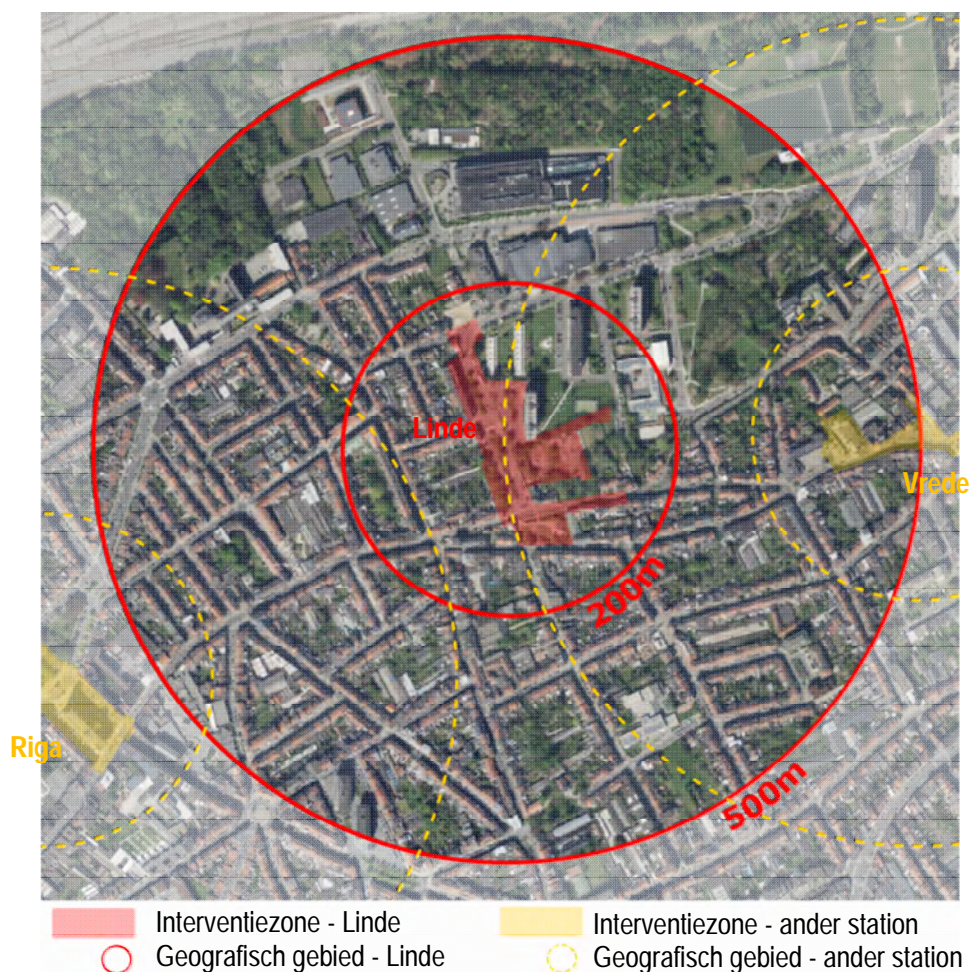 Linde
Vrede
200m
Riga
500m
Interventiezone - Linde
Interventiezone - ander station
Geografisch gebied - Linde
Geografisch gebied - ander station